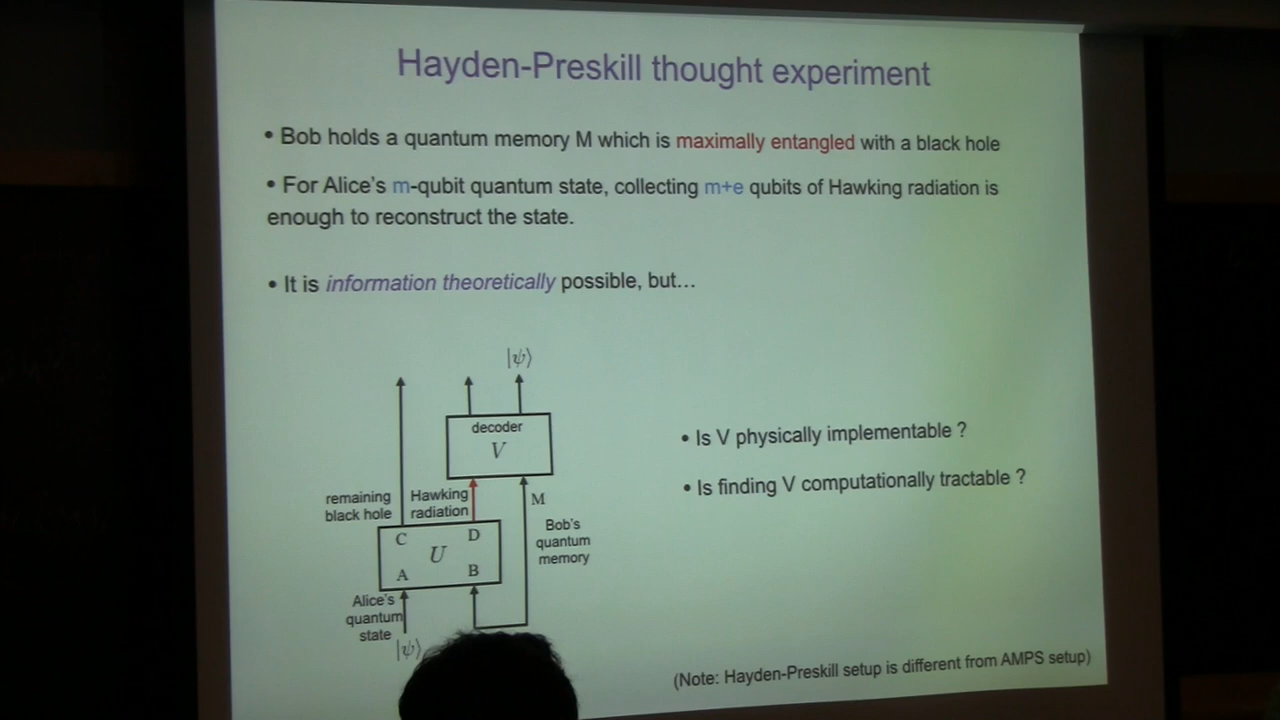 Hayden-Preskill thought experiment
• Bob holds a quantum memory M which is maximally entangled with a black hole
• For Alice's m-qubit quantum state, collecting m+e qubits of Hawking radiation is
enough to reconstruct the state.
• It is information theoretically possible, but...
|ψ⟩
decoder
V
remaining
black hole
Hawking
radiation
M
Bob's
quantum
memory
C
D
U
A
B
Alice's
quantum
state
|ψ⟩
• Is V physically implementable ?
• Is finding V computationally tractable ?
(Note: Hayden-Preskill setup is different from AMPS setup)